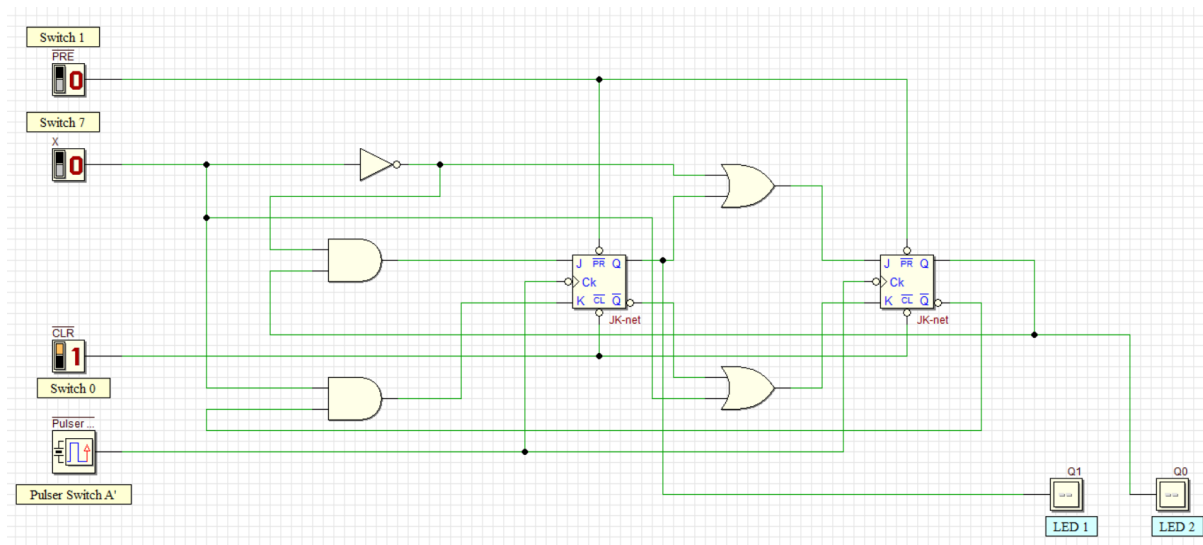 Switch 1
PRE
0
Switch 7
X
0
J PR Q
Ck
K CL Q
JK-net
J PR Q
Ck
K CL Q
JK-net
CLR
1
Switch 0
Pulser ...
Pulser Switch A'
Q1
Q0
LED 1
LED 2